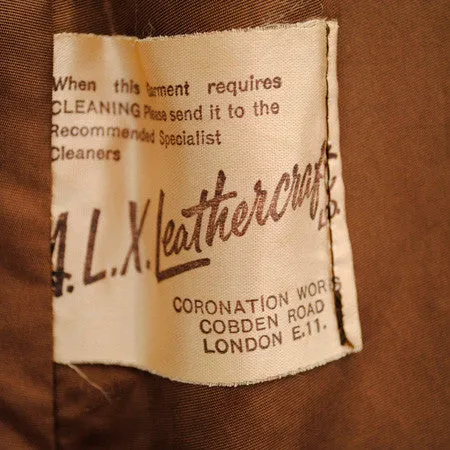 When this garment requires
CLEANING Please send it to the
Recommended Specialist
Cleaners
L.X. Leathercraft
LD.
CORONATION WORKS
COBDEN ROAD
LONDON E.11.